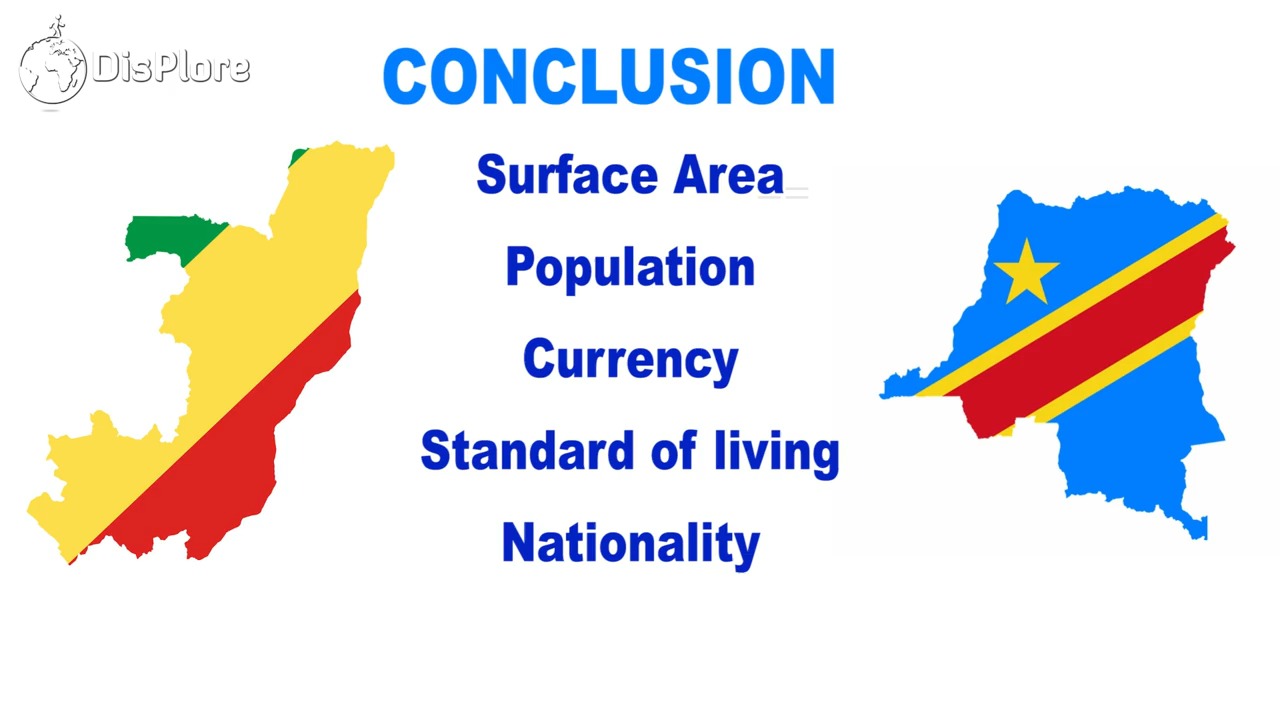 DisPlore
CONCLUSION
Surface Area
Population
Currency
Standard of living
Nationality